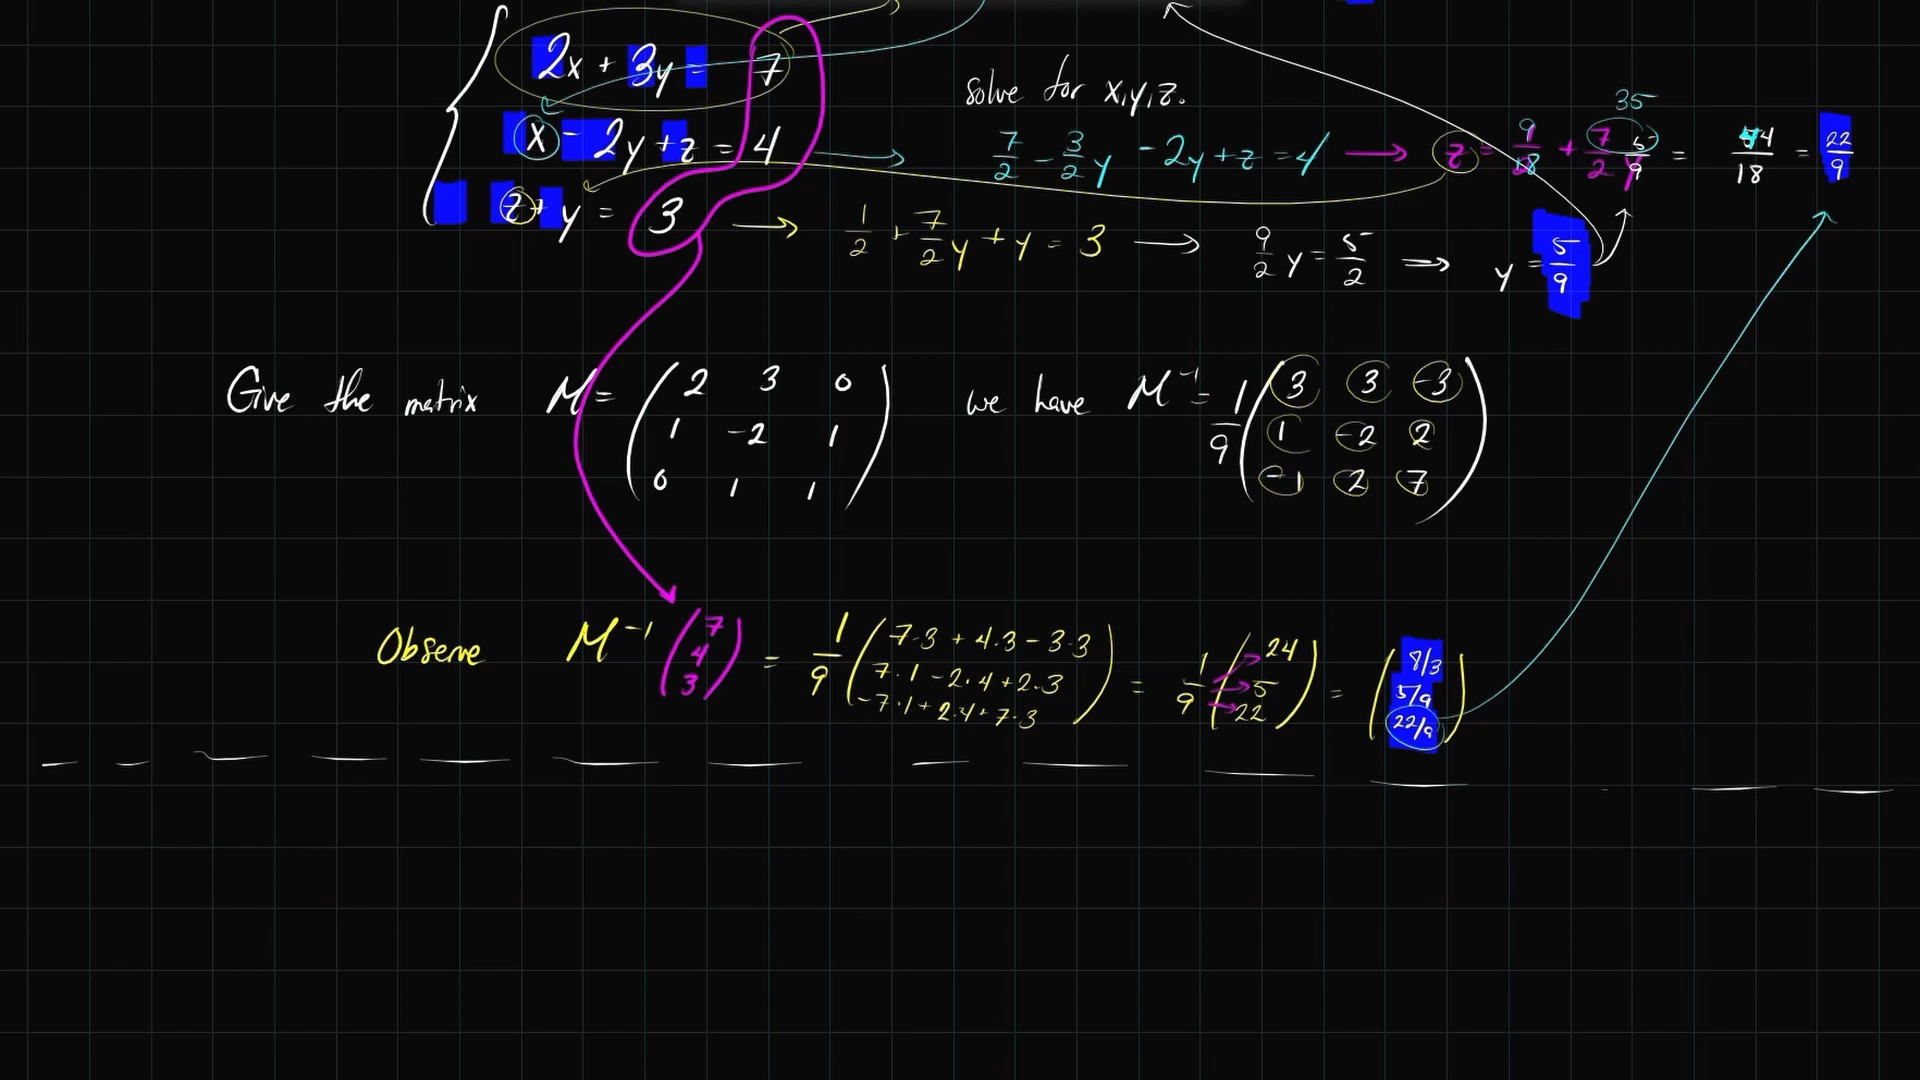 2x + 3y = 7
solve for x,y,z.
35
x - 2y + z = 4 → 7/2 - 3/2 y - 2y + z = 4 → z = 9/18 + 7/2 5/9 = 44/18 = 22/9
z + y = 3 → 1/2 + 7/2 y + y = 3 → 9/2 y = 5/2 → y = 5/9
Give the matrix M = (2 3 0
1 -2 1
0 1 1) we have M⁻¹ = 1/9 (3 3 -3
1 -2 2
-1 2 7)
Observe M⁻¹ (7
4
3) = 1/9 (7·3 + 4·3 - 3·3
7·1 - 2·4 + 2·3
-7·1 + 2·4 + 7·3) = 1/9 (24
5
22) = (8/3
5/9
22/9)